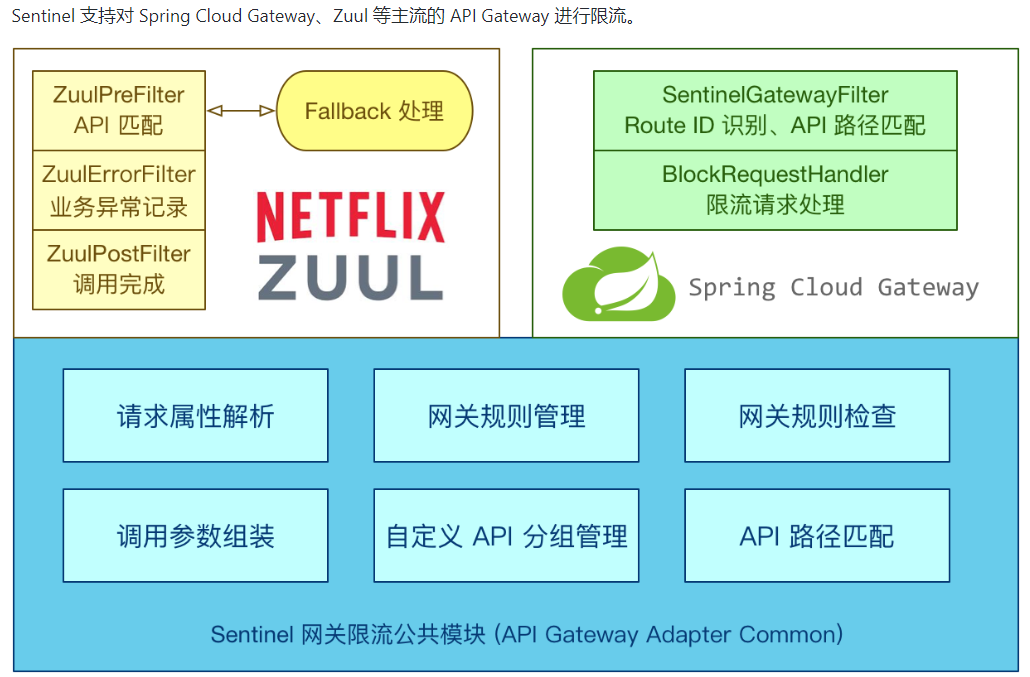 Sentinel 支持对 Spring Cloud Gateway、Zuul 等主流的 API Gateway 进行限流。
ZuulPreFilter
API 匹配
Fallback 处理
ZuulErrorFilter
业务异常记录
ZuulPostFilter
调用完成
NETFLIX
ZUUL
SentinelGatewayFilter
Route ID 识别、API 路径匹配
BlockRequestHandler
限流请求处理
Spring Cloud Gateway
请求属性解析
网关规则管理
网关规则检查
调用参数组装
自定义 API 分组管理
API 路径匹配
Sentinel 网关限流公共模块 (API Gateway Adapter Common)